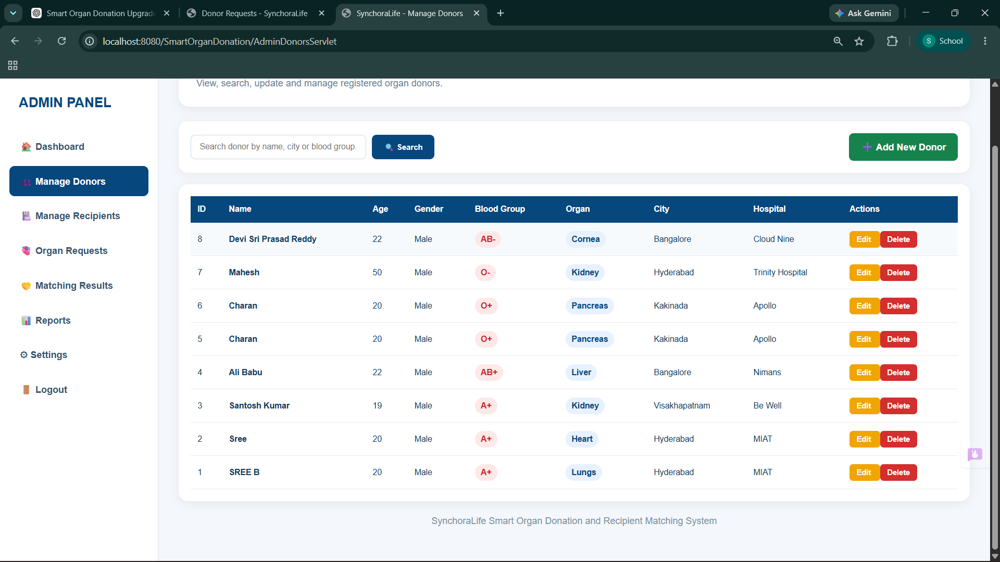 Smart Organ Donation Upgrade
Donor Requests - SynchoraLife
SynchoraLife - Manage Donors
Ask Gemini
localhost:8080/SmartOrganDonation/AdminDonorsServlet
S School
ADMIN PANEL
Dashboard
Manage Donors
Manage Recipients
Organ Requests
Matching Results
Reports
Settings
Logout
View, search, update and manage registered organ donors.
Search donor by name, city or blood group.
Search
Add New Donor
ID Name Age Gender Blood Group Organ City Hospital Actions
8 Devi Sri Prasad Reddy 22 Male AB- Cornea Bangalore Cloud Nine Edit Delete
7 Mahesh 50 Male O- Kidney Hyderabad Trinity Hospital Edit Delete
6 Charan 20 Male O+ Pancreas Kakinada Apollo Edit Delete
5 Charan 20 Male O+ Pancreas Kakinada Apollo Edit Delete
4 Ali Babu 22 Male AB+ Liver Bangalore Nimans Edit Delete
3 Santosh Kumar 19 Male A+ Kidney Visakhapatnam Be Well Edit Delete
2 Sree 20 Male A+ Heart Hyderabad MIAT Edit Delete
1 SREE B 20 Male A+ Lungs Hyderabad MIAT Edit Delete
SynchoraLife Smart Organ Donation and Recipient Matching System